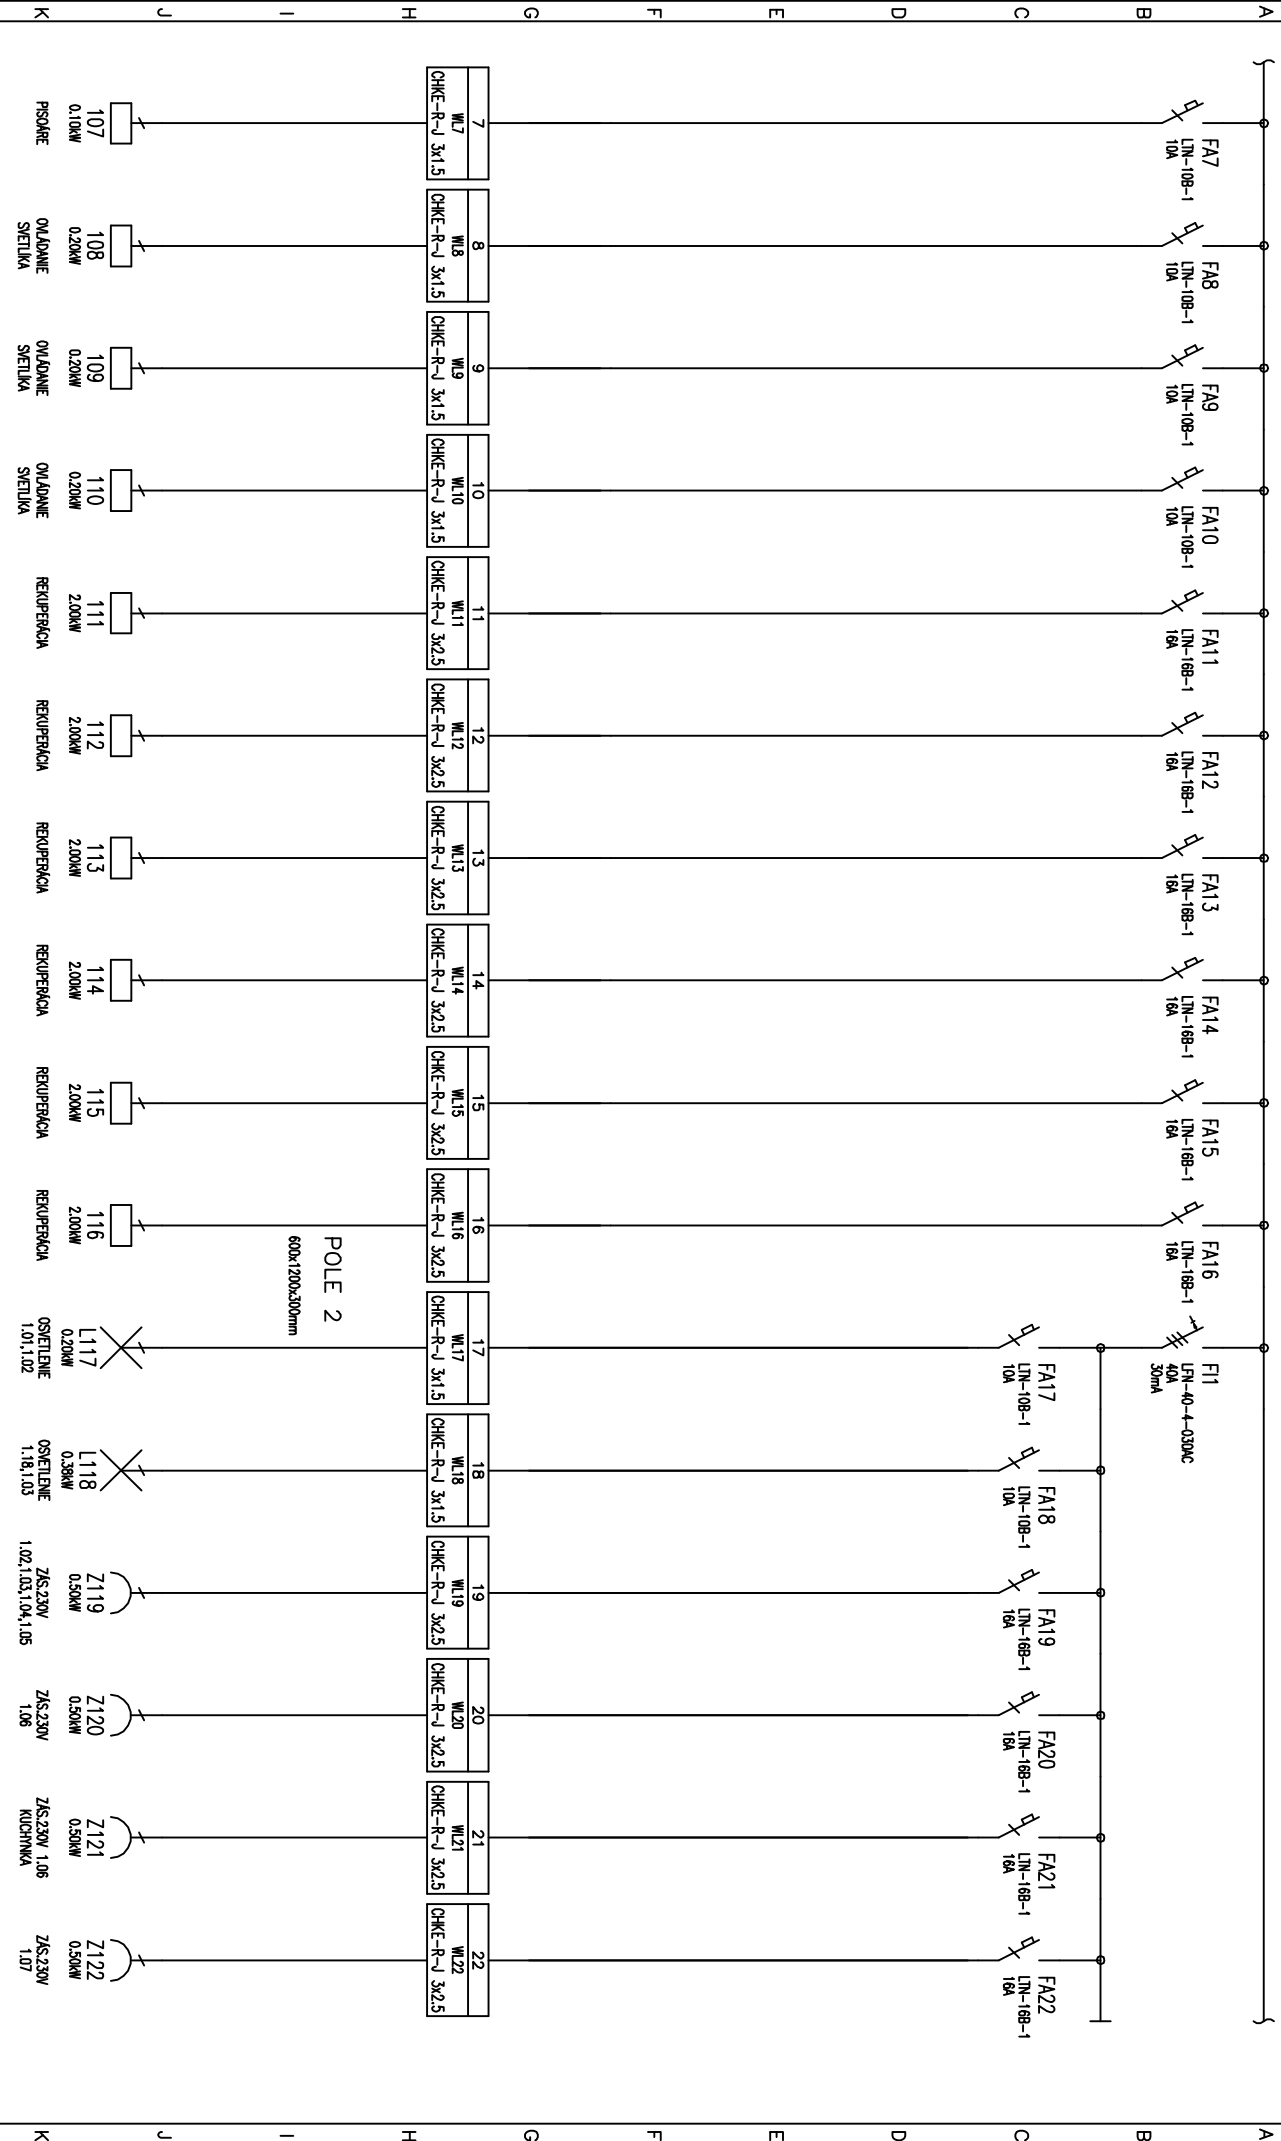 A
B
C
D
E
F
G
H
I
J
K
FA7
LTN-10B-1
10A
FA8
LTN-10B-1
10A
FA9
LTN-10B-1
10A
FA10
LTN-10B-1
10A
FA11
LTN-16B-1
16A
FA12
LTN-16B-1
16A
FA13
LTN-16B-1
16A
FA14
LTN-16B-1
16A
FA15
LTN-16B-1
16A
FA16
LTN-16B-1
16A
FI1
LFN-40-4-030AC
40A
30mA
FA17
LTN-10B-1
10A
FA18
LTN-10B-1
10A
FA19
LTN-16B-1
16A
FA20
LTN-16B-1
16A
FA21
LTN-16B-1
16A
FA22
LTN-16B-1
16A
7
WL7
CHKE-R-J 3x1.5
8
WL8
CHKE-R-J 3x1.5
9
WL9
CHKE-R-J 3x1.5
10
WL10
CHKE-R-J 3x1.5
11
WL11
CHKE-R-J 3x2.5
12
WL12
CHKE-R-J 3x2.5
13
WL13
CHKE-R-J 3x2.5
14
WL14
CHKE-R-J 3x2.5
15
WL15
CHKE-R-J 3x2.5
16
WL16
CHKE-R-J 3x2.5
17
WL17
CHKE-R-J 3x1.5
18
WL18
CHKE-R-J 3x1.5
19
WL19
CHKE-R-J 3x2.5
20
WL20
CHKE-R-J 3x2.5
21
WL21
CHKE-R-J 3x2.5
22
WL22
CHKE-R-J 3x2.5
POLE 2
600x1200x300mm
107
0.10kW
PISOÁRE
108
0.20kW
OVLÁDANIE
SVETLÍKA
109
0.20kW
OVLÁDANIE
SVETLÍKA
110
0.20kW
OVLÁDANIE
SVETLÍKA
111
2.00kW
REKUPERÁCIA
112
2.00kW
REKUPERÁCIA
113
2.00kW
REKUPERÁCIA
114
2.00kW
REKUPERÁCIA
115
2.00kW
REKUPERÁCIA
116
2.00kW
REKUPERÁCIA
L117
0.20kW
OSVETLENIE
1.01,1.02
L118
0.38kW
OSVETLENIE
1.18,1.03
Z119
0.50kW
ZÁS.230V
1.02,1.03,1.04,1.05
Z120
0.50kW
ZÁS.230V
1.06
Z121
0.50kW
ZÁS.230V 1.06
KUCHYNKA
Z122
0.50kW
ZÁS.230V
1.07
A
B
C
D
E
F
G
H
I
J
K